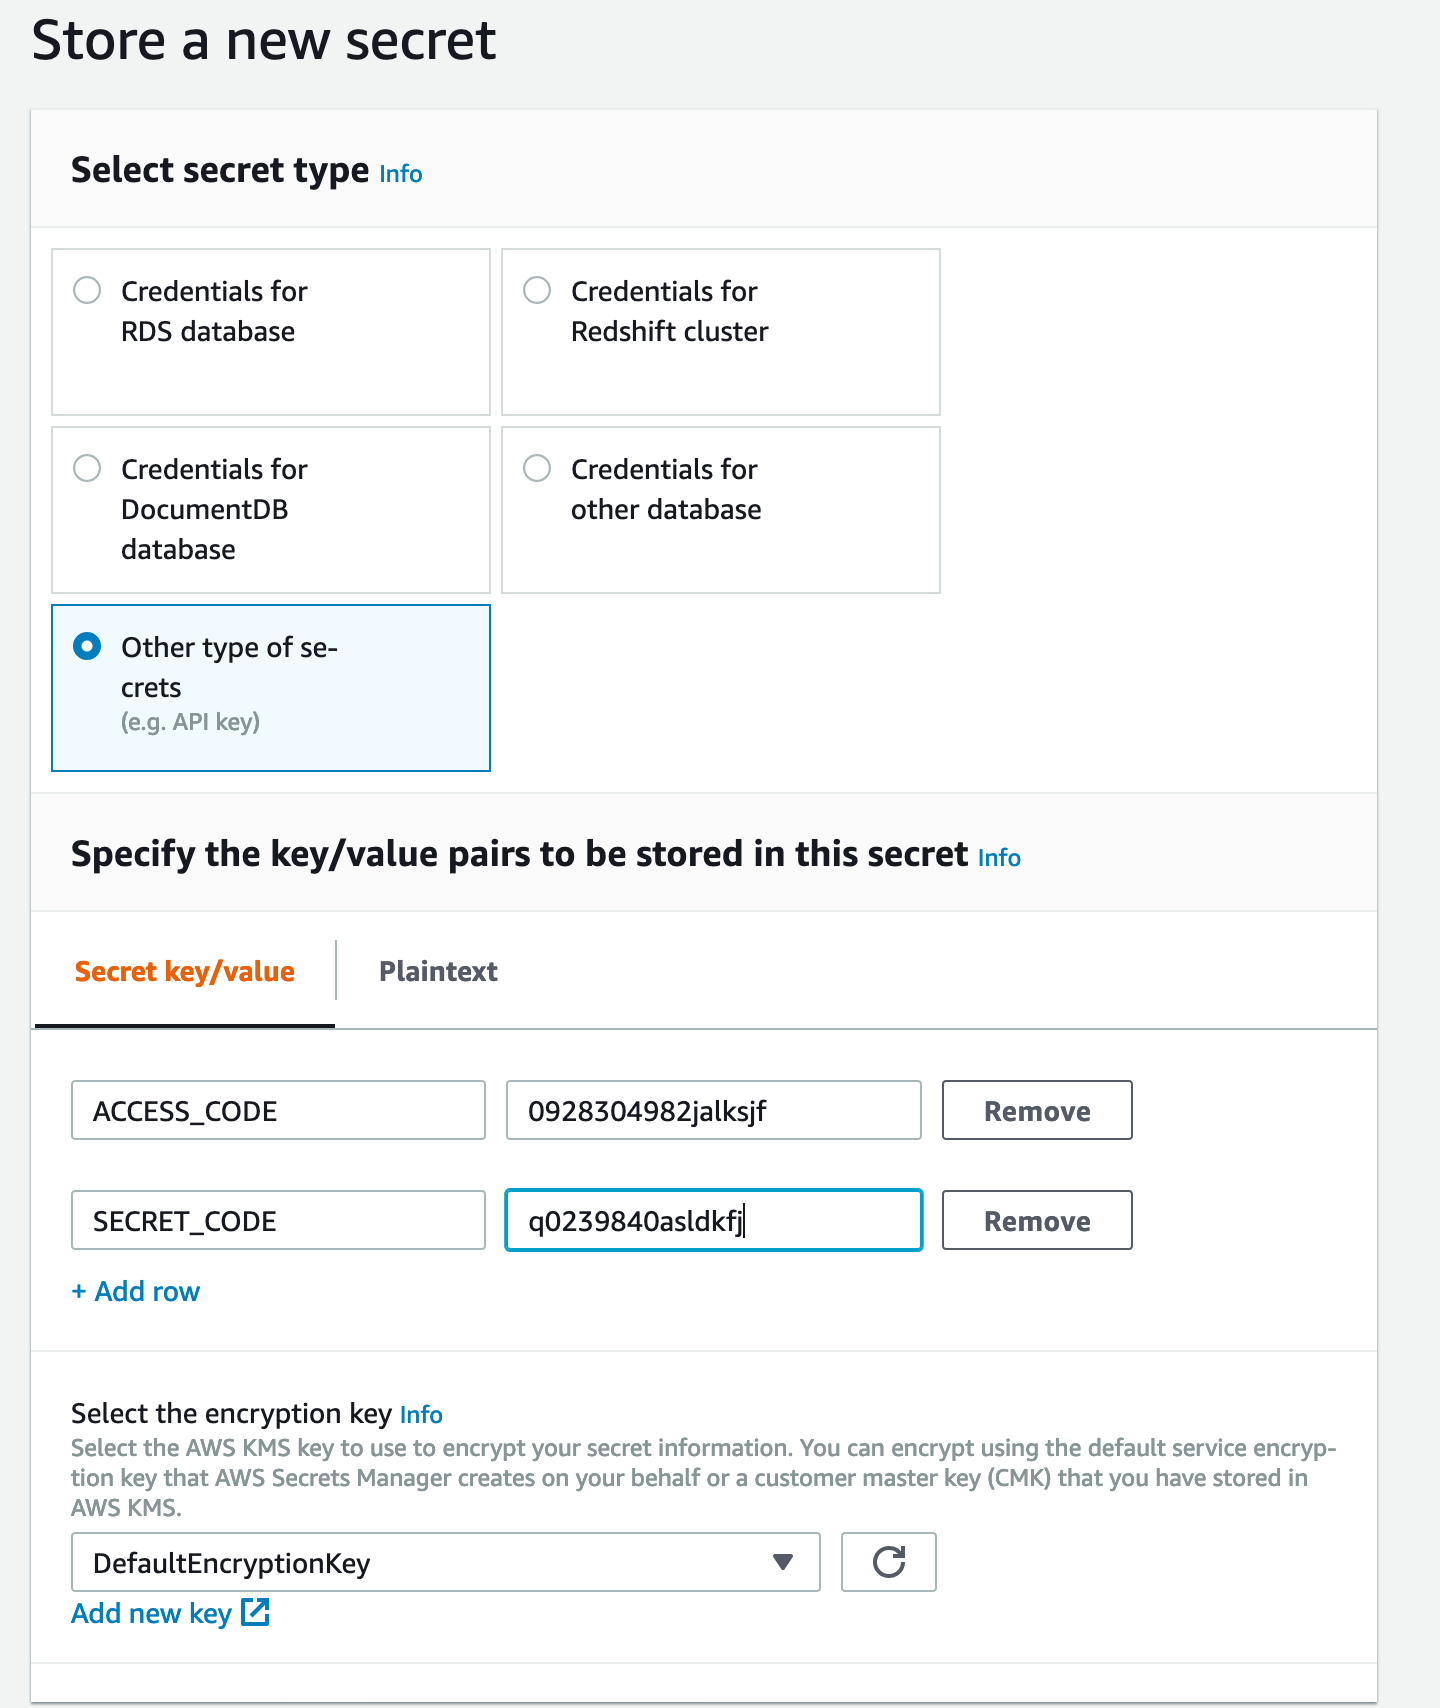 Store a new secret
Select secret type Info
Credentials for
RDS database
Credentials for
Redshift cluster
Credentials for
DocumentDB
database
Credentials for
other database
Other type of se-
crets
(e.g. API key)
Specify the key/value pairs to be stored in this secret Info
Secret key/value
Plaintext
ACCESS_CODE
0928304982jalksjf
Remove
SECRET_CODE
q0239840asldkfj
Remove
+ Add row
Select the encryption key Info
Select the AWS KMS key to use to encrypt your secret information. You can encrypt using the default service encryp-
tion key that AWS Secrets Manager creates on your behalf or a customer master key (CMK) that you have stored in
AWS KMS.
DefaultEncryptionKey
Add new key